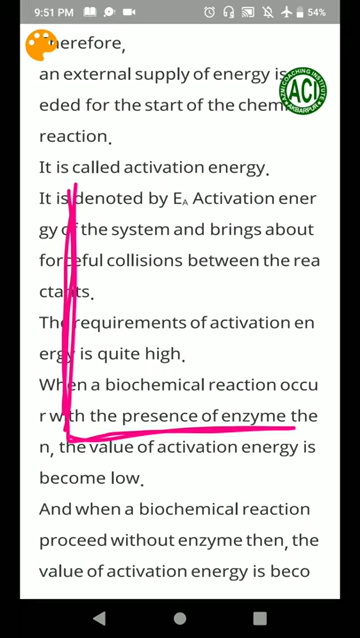 9:51 PM
54%
herefore,
an external supply of energy is
eded for the start of the chem
reaction.
It is called activation energy.
It is denoted by EA Activation ener
gy of the system and brings about
forceful collisions between the rea
ctants.
The requirements of activation en
ergy is quite high.
When a biochemical reaction occu
r with the presence of enzyme the
n, the value of activation energy is
become low.
And when a biochemical reaction
proceed without enzyme then, the
value of activation energy is beco
ACI
COACHING INSTITUTE